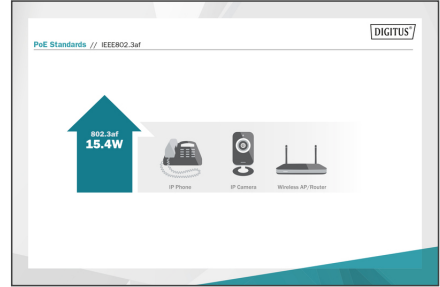 DIGITUS®
PoE Standards // IEEE802.3af
802.3af
15.4W
IP Phone
IP Camera
Wireless AP/Router